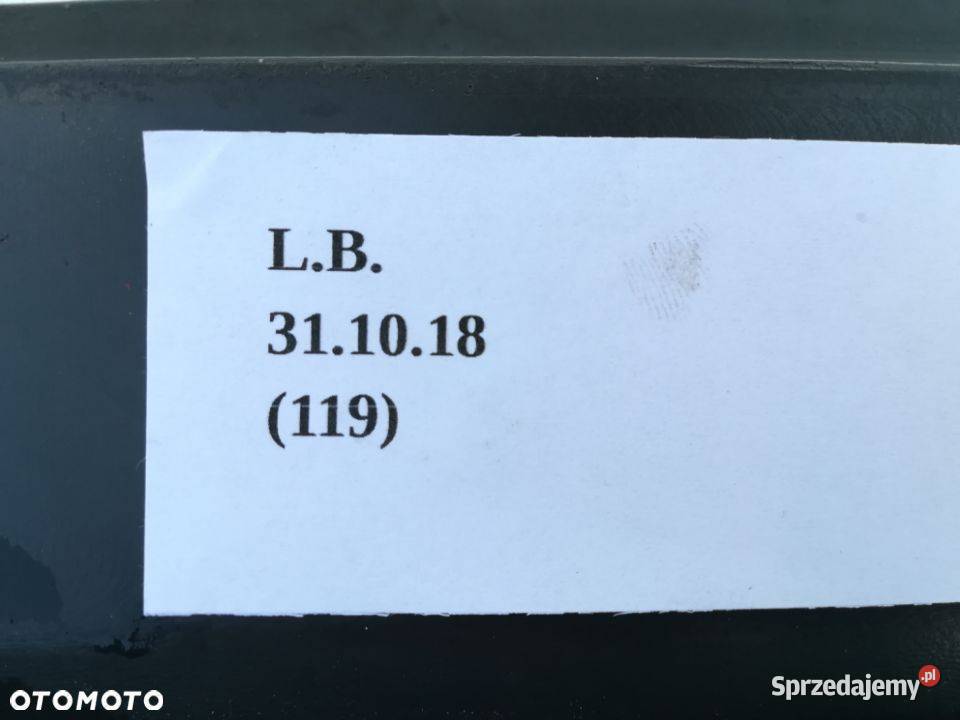 L.B.
31.10.18
(119)
OTOMOTO
Sprzedajemy.pl